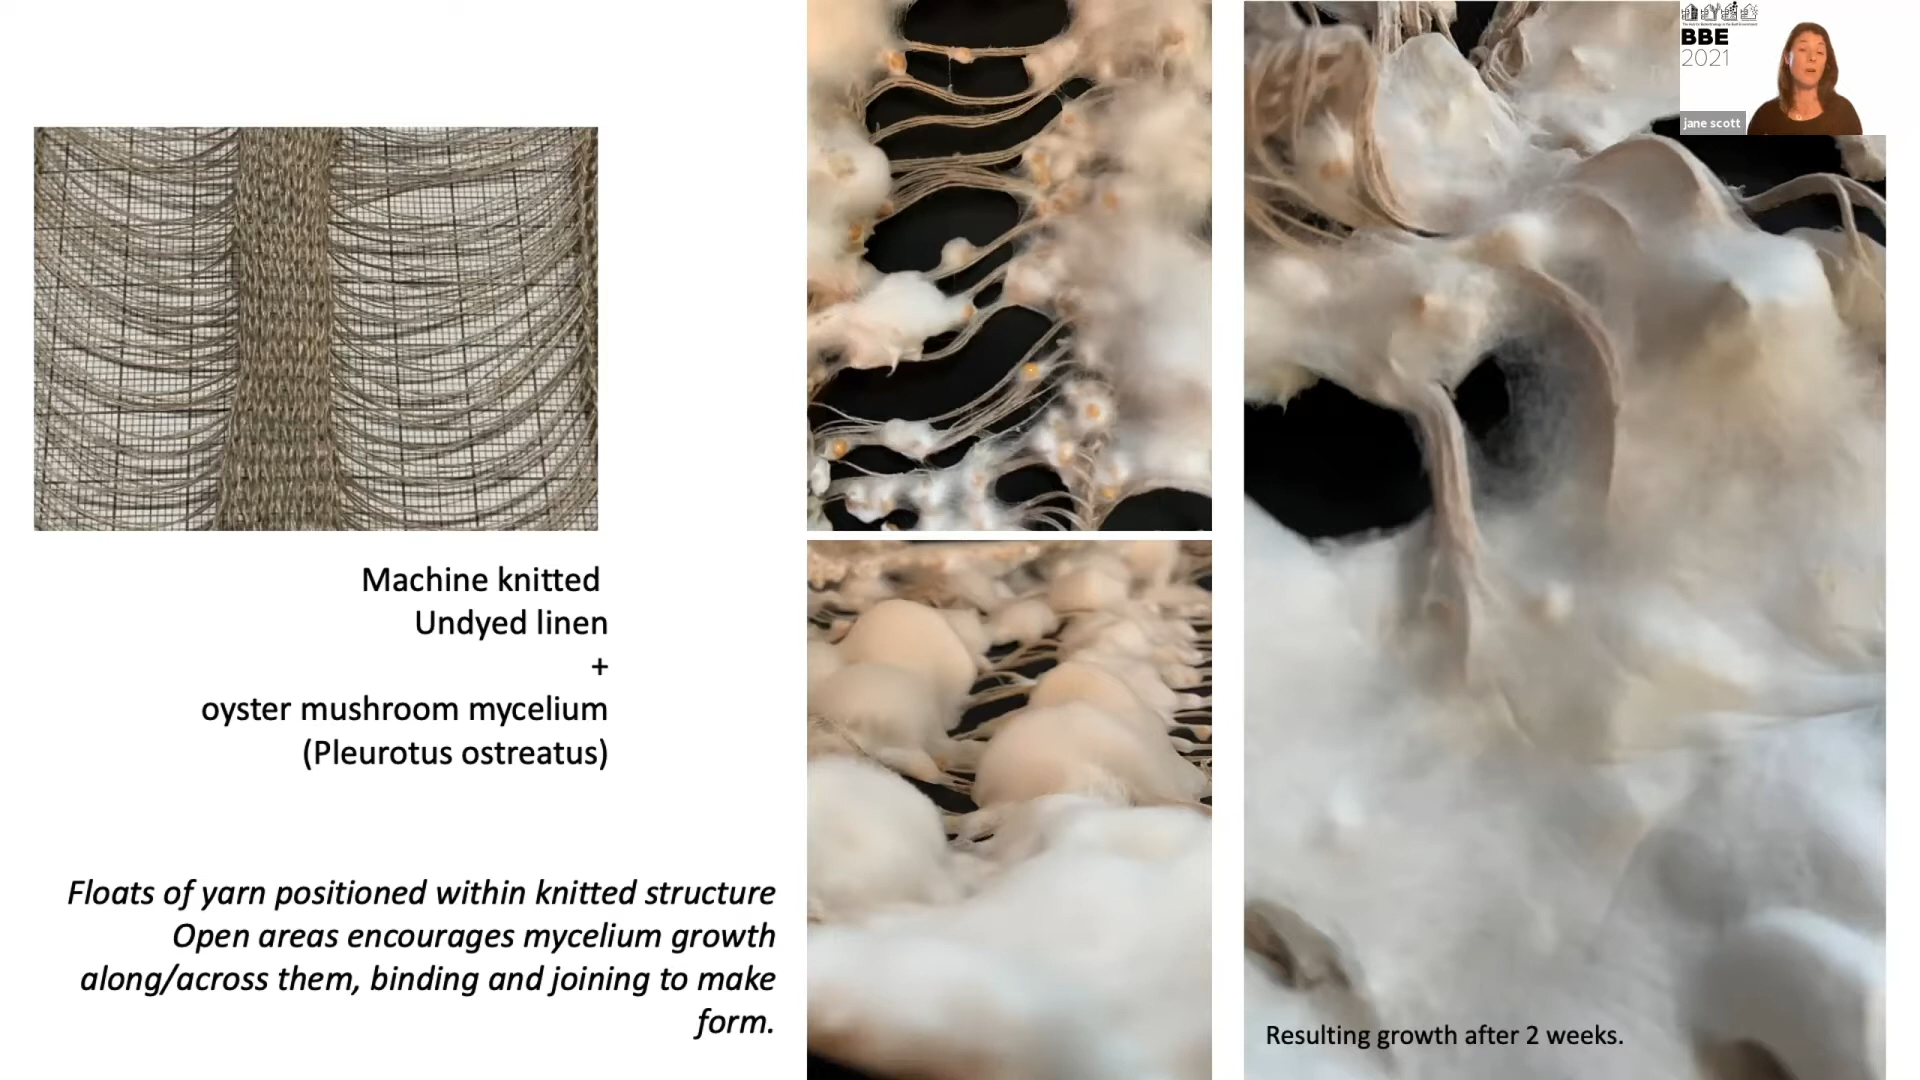 Machine knitted
Undyed linen
+
oyster mushroom mycelium
(Pleurotus ostreatus)
Floats of yarn positioned within knitted structure
Open areas encourages mycelium growth
along/across them, binding and joining to make
form.
Resulting growth after 2 weeks.
BBE
2021
jane scott